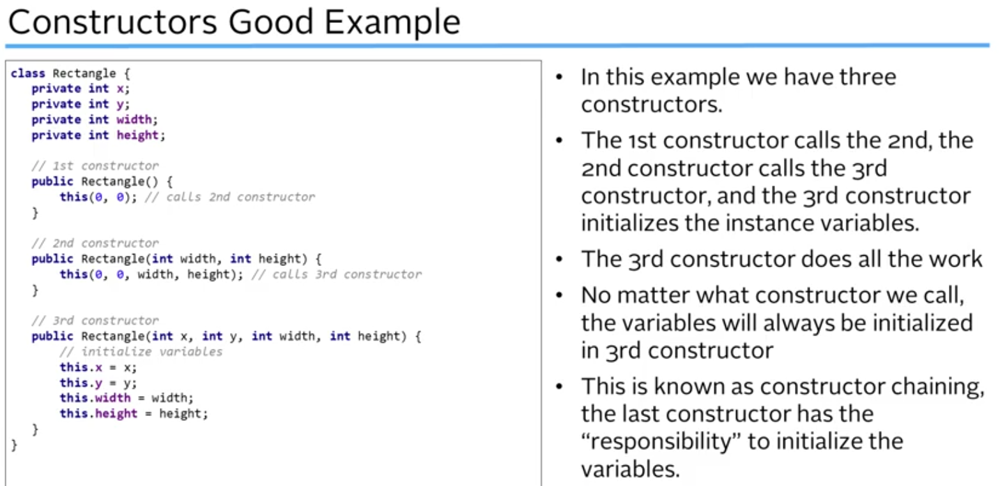 Constructors Good Example
class Rectangle {
private int x;
private int y;
private int width;
private int height;
// 1st constructor
public Rectangle() {
this(0, 0); // calls 2nd constructor
}
// 2nd constructor
public Rectangle(int width, int height) {
this(0, 0, width, height); // calls 3rd constructor
}
// 3rd constructor
public Rectangle(int x, int y, int width, int height) {
// initialize variables
this.x = x;
this.y = y;
this.width = width;
this.height = height;
}
}
• In this example we have three
constructors.
• The 1st constructor calls the 2nd, the
2nd constructor calls the 3rd
constructor, and the 3rd constructor
initializes the instance variables.
• The 3rd constructor does all the work
• No matter what constructor we call,
the variables will always be initialized
in 3rd constructor
• This is known as constructor chaining,
the last constructor has the
“responsibility” to initialize the
variables.